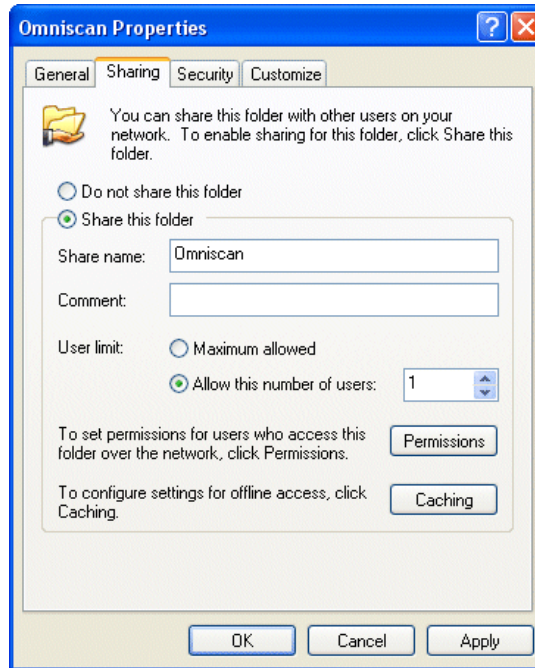 Omniscan Properties
General Sharing Security Customize
You can share this folder with other users on your
network. To enable sharing for this folder, click Share this
folder.
Do not share this folder
Share this folder
Share name: Omniscan
Comment:
User limit: Maximum allowed
Allow this number of users: 1
To set permissions for users who access this
folder over the network, click Permissions.
Permissions
To configure settings for offline access, click
Caching.
Caching
OK Cancel Apply